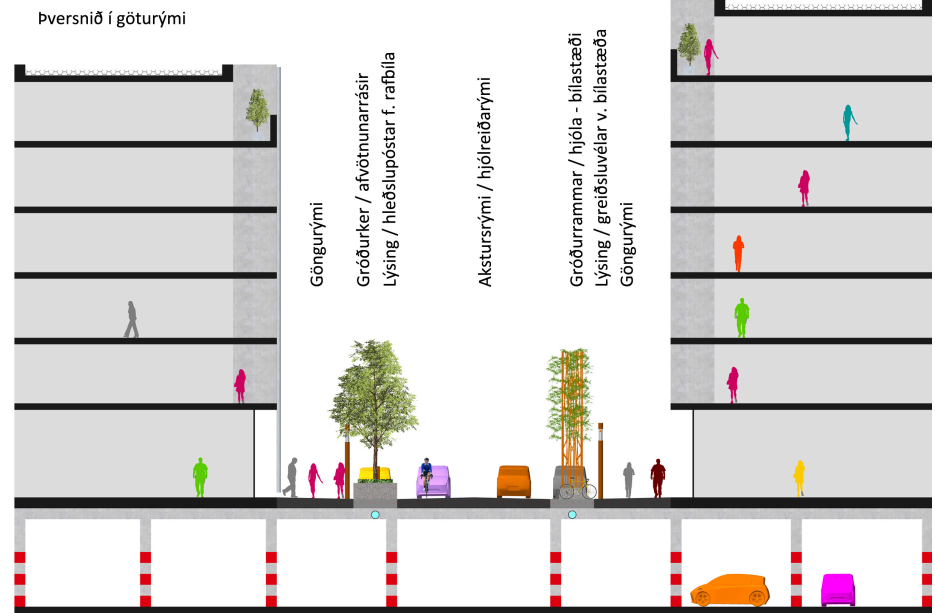 Þversnið í göturými
Göngurými
Gróðurker / afvötnunarrásir
Lýsing / hleðslupóstar f. rafbíla
Akstursrými / hjólreiðarými
Gróðurrammar / hjóla - bílastæði
Lýsing / greiðsluvélar v. bílastæða
Göngurými